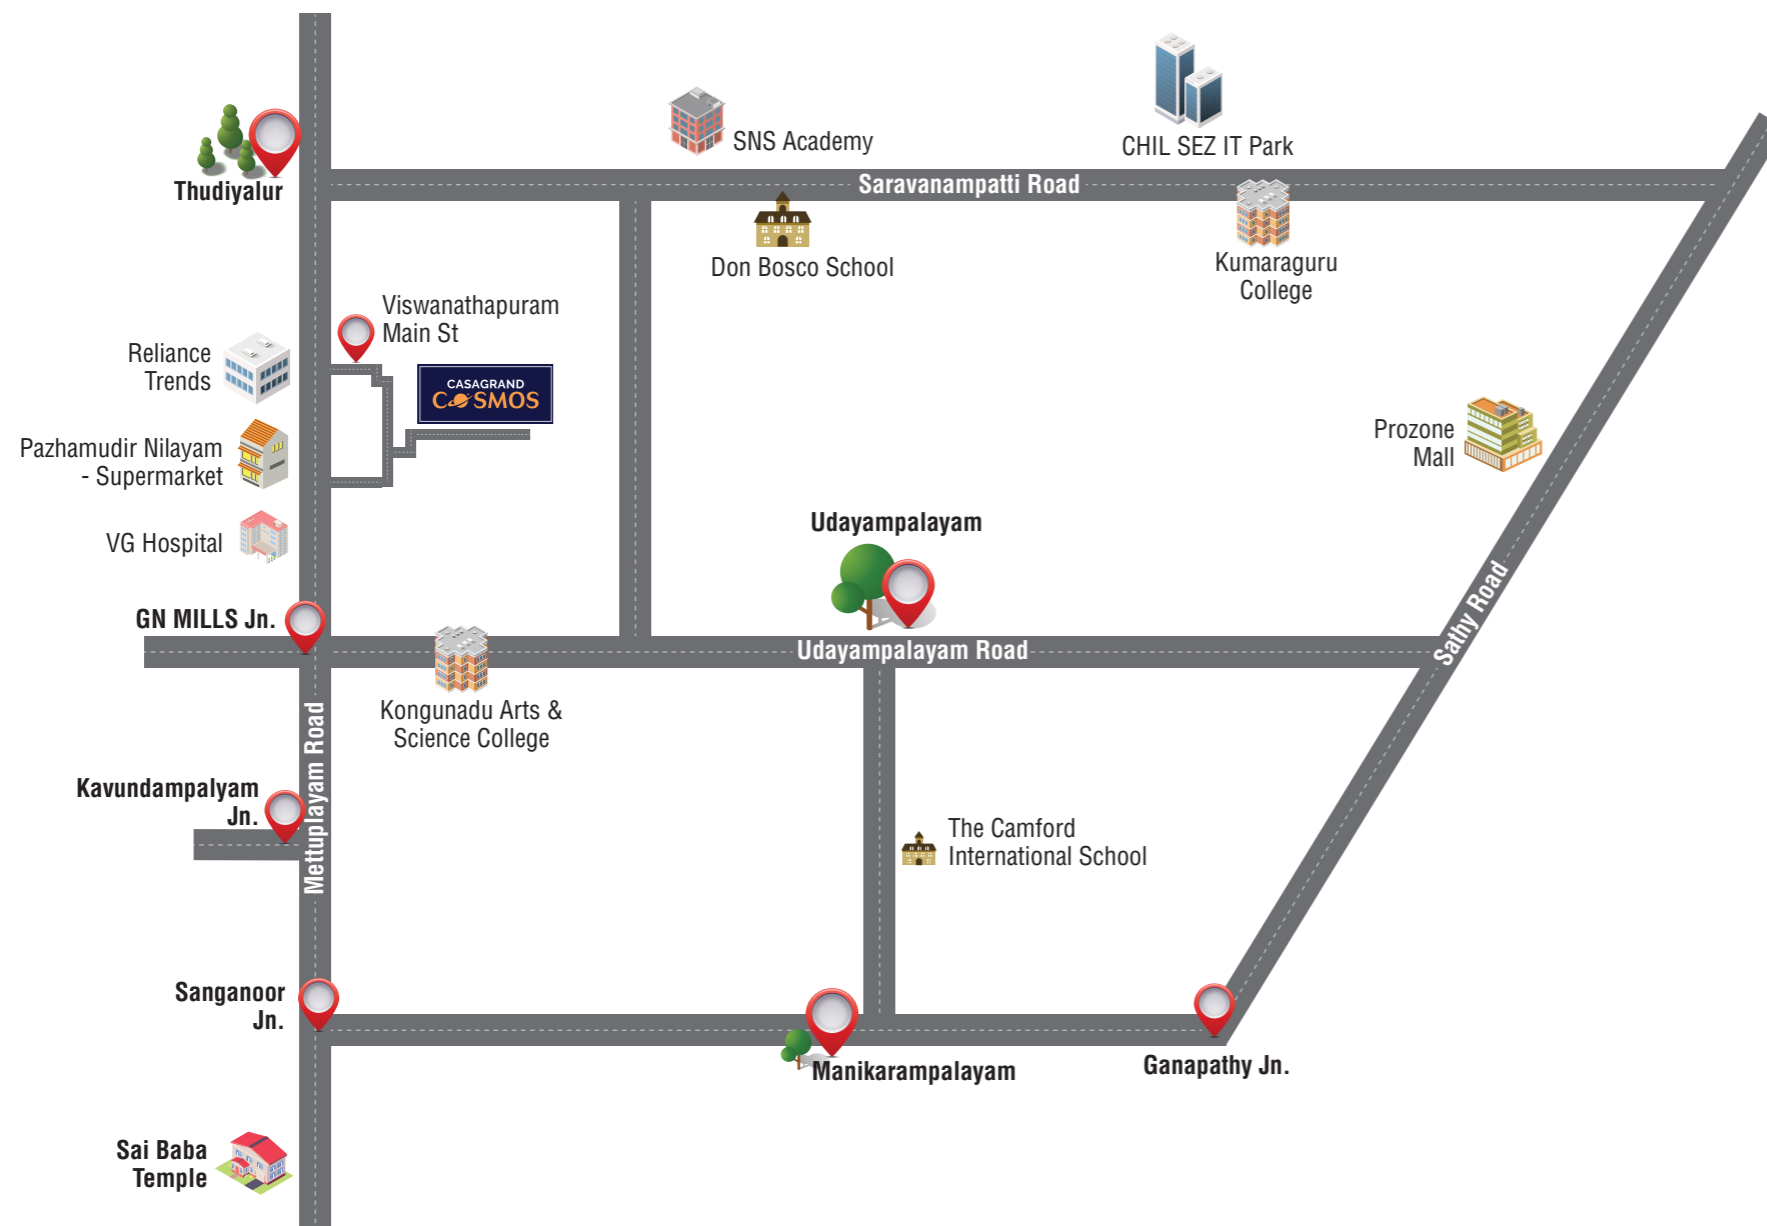 SNS Academy
CHIL SEZ IT Park
Thudiyalur
Saravanampatti Road
Don Bosco School
Kumaraguru
College
Viswanathapuram
Main St
Reliance
Trends
CASAGRAND
COSMOS
Pazhamudir Nilayam
- Supermarket
Prozone
Mall
VG Hospital
Udayampalayam
GN MILLS Jn.
Udayampalayam Road
Sathy Road
Kongunadu Arts &
Science College
Mettuplayam Road
Kavundampalyam
Jn.
The Camford
International School
Sanganoor
Jn.
Manikarampalayam
Ganapathy Jn.
Sai Baba
Temple